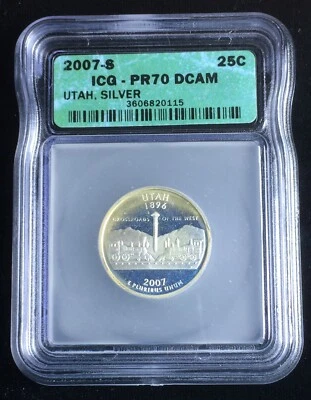 2007-S 25C
ICG - PR70 DCAM
UTAH, SILVER
3606820115
UTAH
1896
CROSSROADS OF THE WEST
2007
E PLURIBUS UNUM